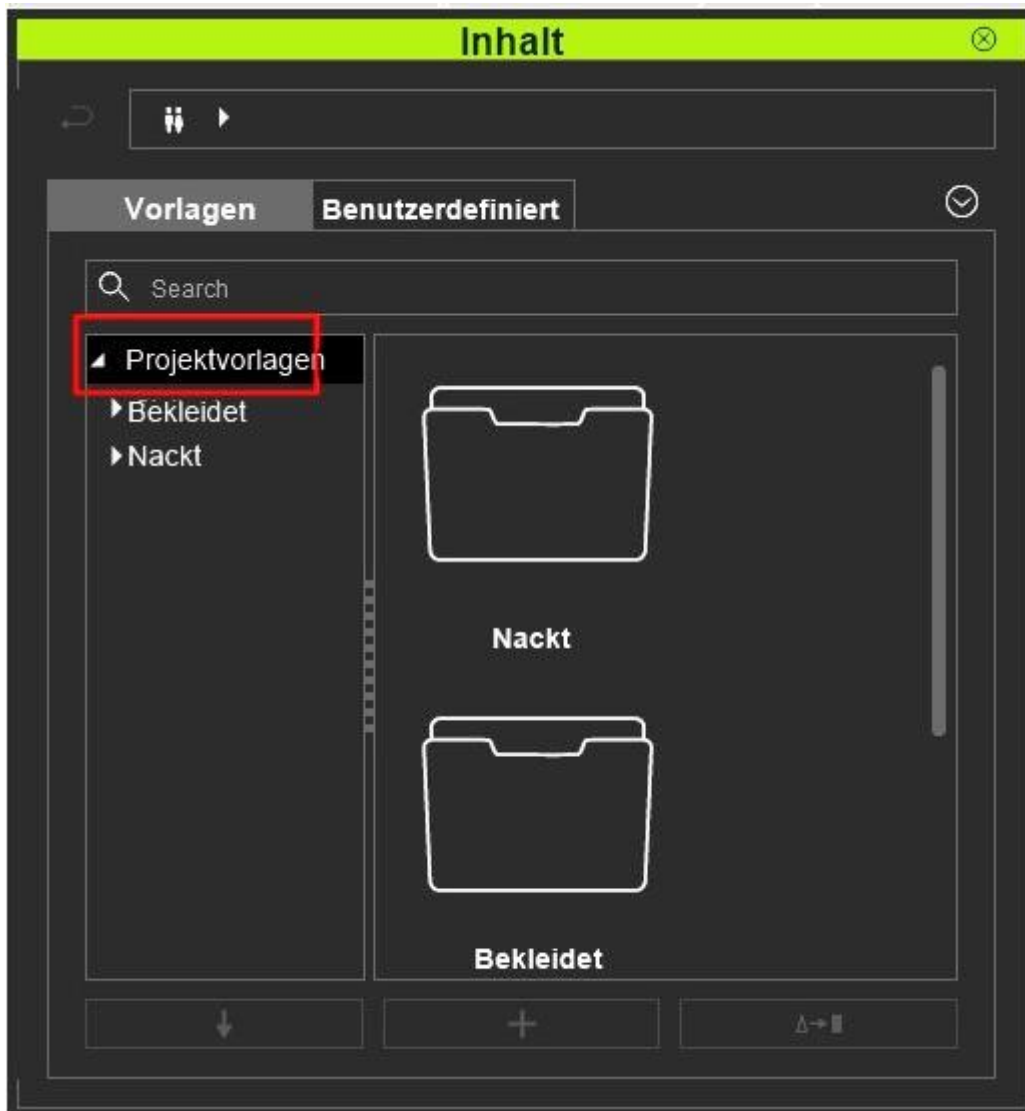 Inhalt
Vorlagen
Benutzerdefiniert
Search
Projektvorlagen
Bekleidet
Nackt
Nackt
Bekleidet